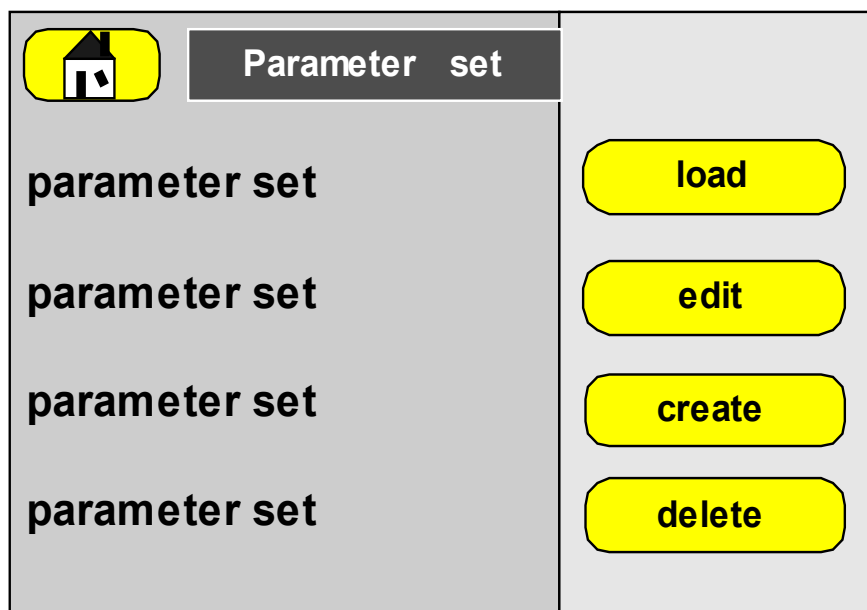 Parameter set
parameter set
load
parameter set
edit
parameter set
create
parameter set
delete